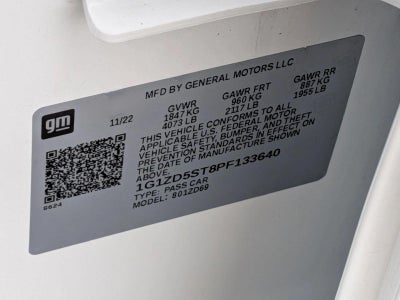 MFD BY GENERAL MOTORS LLC
gm
11/22
GVWR GAWR FRT GAWR RR
1847 KG 960 KG 887 KG
4073 LB 2117 LB 1955 LB
THIS VEHICLE CONFORMS TO ALL
APPLICABLE U.S. FEDERAL MOTOR
VEHICLE SAFETY, BUMPER, AND THEFT
PREVENTION STANDARDS IN EFFECT ON
THE DATE OF MANUFACTURE SHOWN
ABOVE.
1G1ZD5ST8PF133640
TYPE: PASS CAR
MODEL: 801ZD69
S624